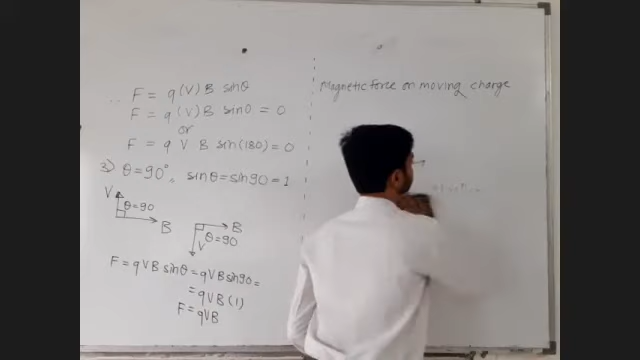 F = q (V) B sinθ
F = q (V) B sin0 = 0
or
F = q V B sin(180) = 0
3) θ = 90°, sinθ = sin90 = 1
V
θ = 90
B
B
V
θ = 90
F = qVB sinθ = qVB sin90 =
= qVB (1)
F = qVB
Magnetic force on moving charge